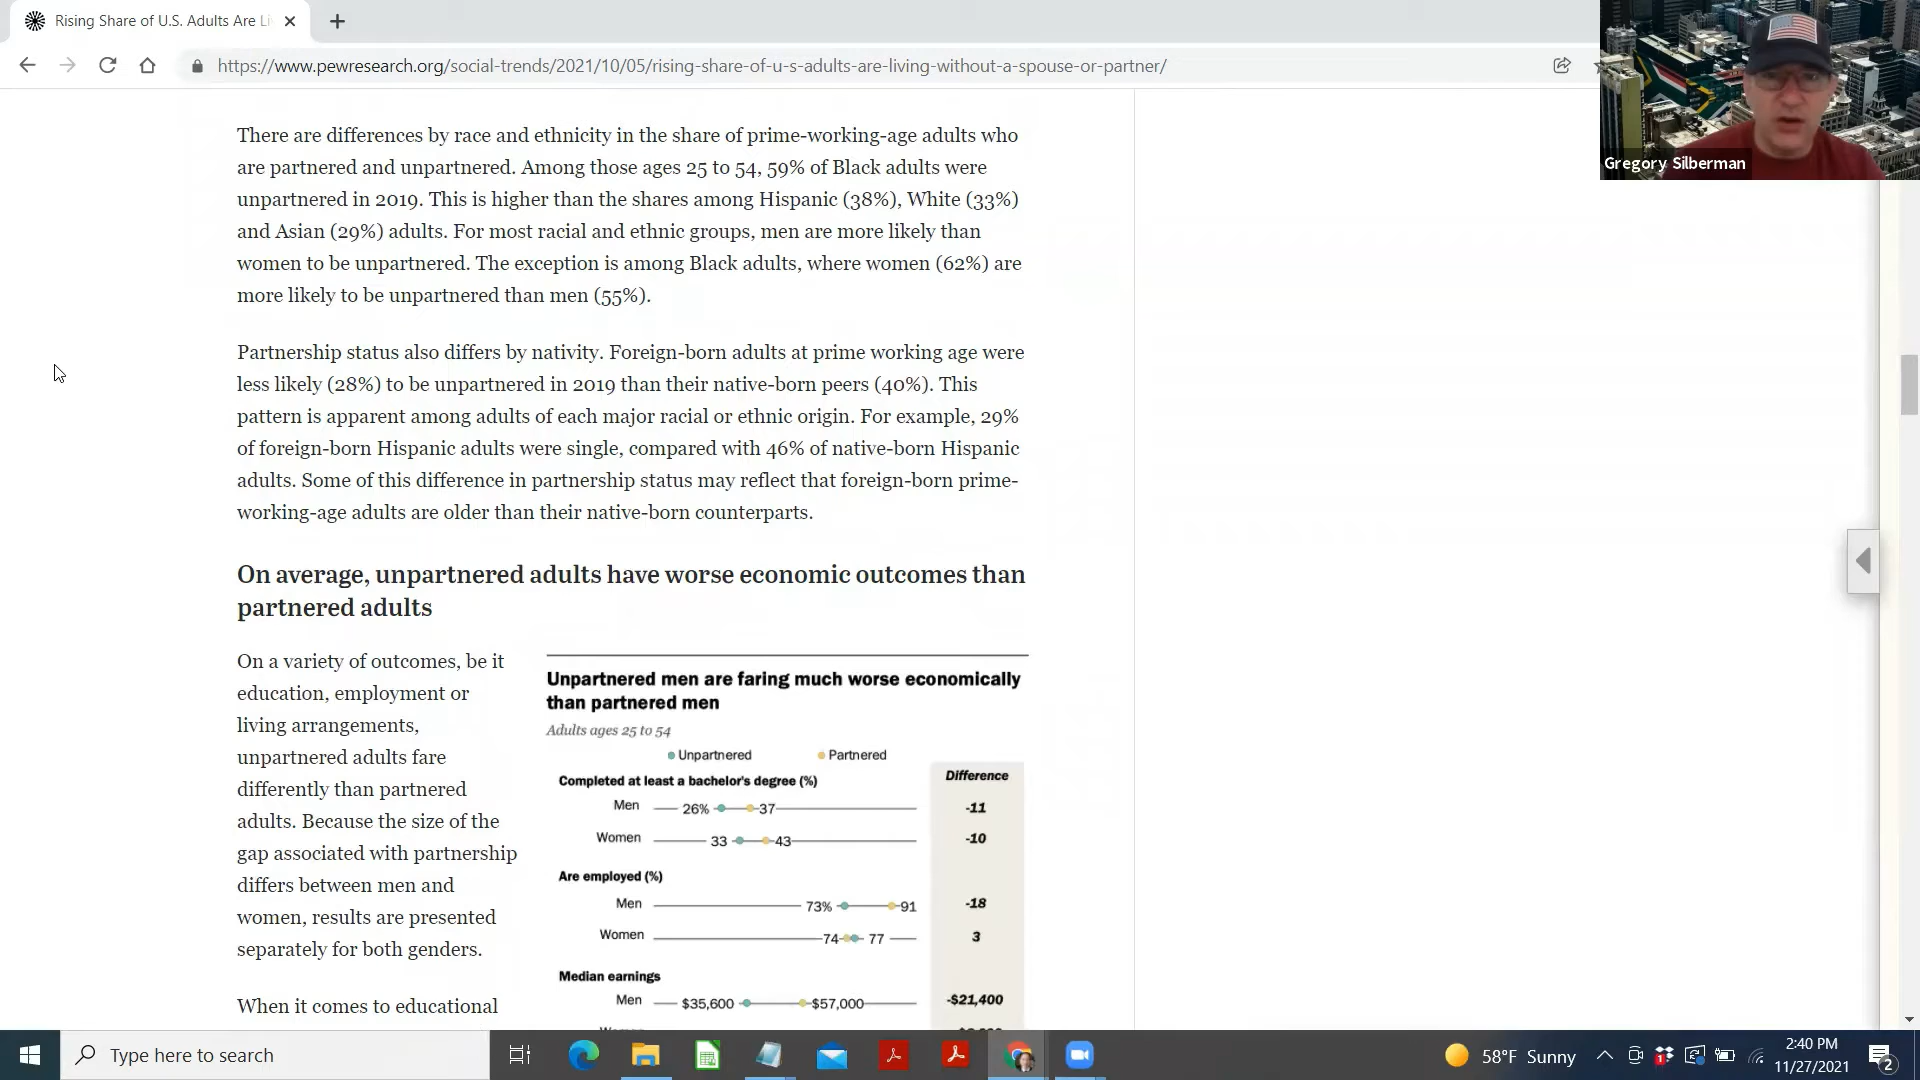 Rising Share of U.S. Adults Are Li
https://www.pewresearch.org/social-trends/2021/10/05/rising-share-of-u-s-adults-are-living-without-a-spouse-or-partner/
Gregory Silberman
There are differences by race and ethnicity in the share of prime-working-age adults who
are partnered and unpartnered. Among those ages 25 to 54, 59% of Black adults were
unpartnered in 2019. This is higher than the shares among Hispanic (38%), White (33%)
and Asian (29%) adults. For most racial and ethnic groups, men are more likely than
women to be unpartnered. The exception is among Black adults, where women (62%) are
more likely to be unpartnered than men (55%).
Partnership status also differs by nativity. Foreign-born adults at prime working age were
less likely (28%) to be unpartnered in 2019 than their native-born peers (40%). This
pattern is apparent among adults of each major racial or ethnic origin. For example, 29%
of foreign-born Hispanic adults were single, compared with 46% of native-born Hispanic
adults. Some of this difference in partnership status may reflect that foreign-born prime-
working-age adults are older than their native-born counterparts.
On average, unpartnered adults have worse economic outcomes than
partnered adults
On a variety of outcomes, be it
education, employment or
living arrangements,
unpartnered adults fare
differently than partnered
adults. Because the size of the
gap associated with partnership
differs between men and
women, results are presented
separately for both genders.
When it comes to educational
Unpartnered men are faring much worse economically
than partnered men
Adults ages 25 to 54
Unpartnered Partnered
Difference
Completed at least a bachelor's degree (%)
Men 26% 37 -11
Women 33 43 -10
Are employed (%)
Men 73% 91 -18
Women 74 77 3
Median earnings
Men $35,600 $57,000 -$21,400
Type here to search
58°F Sunny
2:40 PM
11/27/2021
2
1